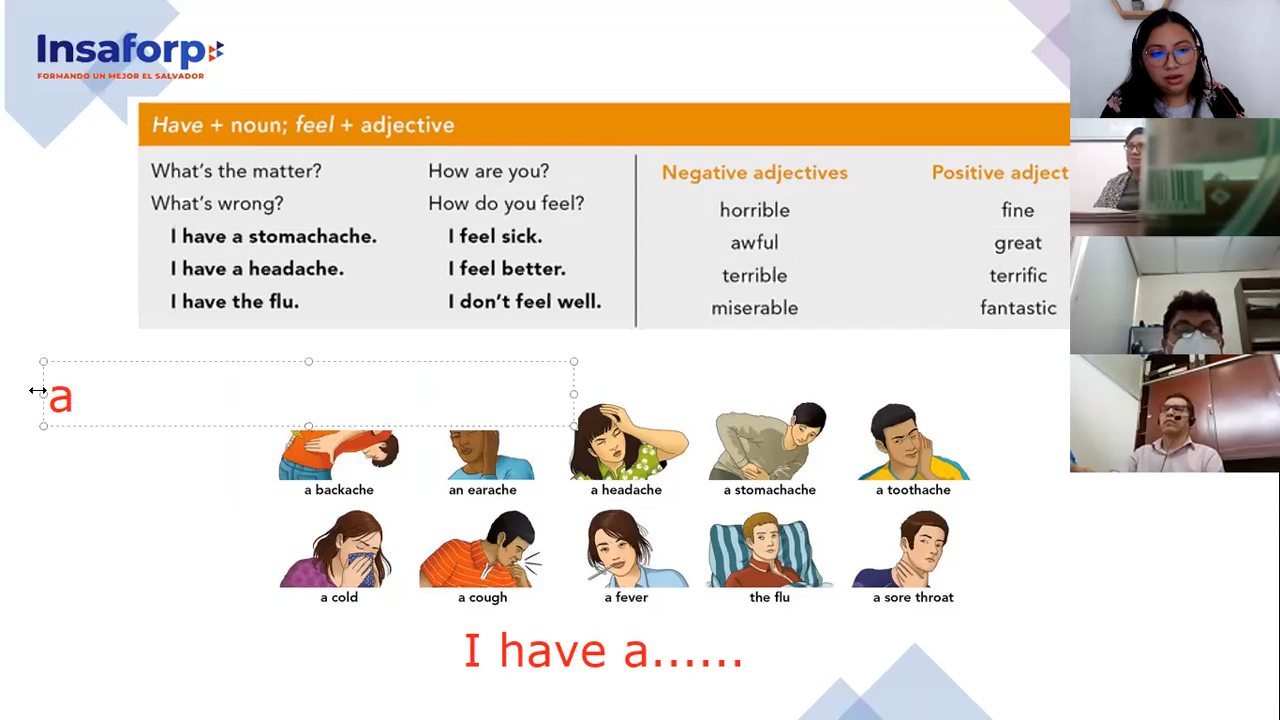 Insaforp
FORMANDO UN MEJOR EL SALVADOR
Have + noun; feel + adjective
What's the matter?
What's wrong?
I have a stomachache.
I have a headache.
I have the flu.
How are you?
How do you feel?
I feel sick.
I feel better.
I don't feel well.
Negative adjectives
horrible
awful
terrible
miserable
Positive adject
fine
great
terrific
fantastic
a
a backache
an earache
a headache
a stomachache
a toothache
a cold
a cough
a fever
the flu
a sore throat
I have a......